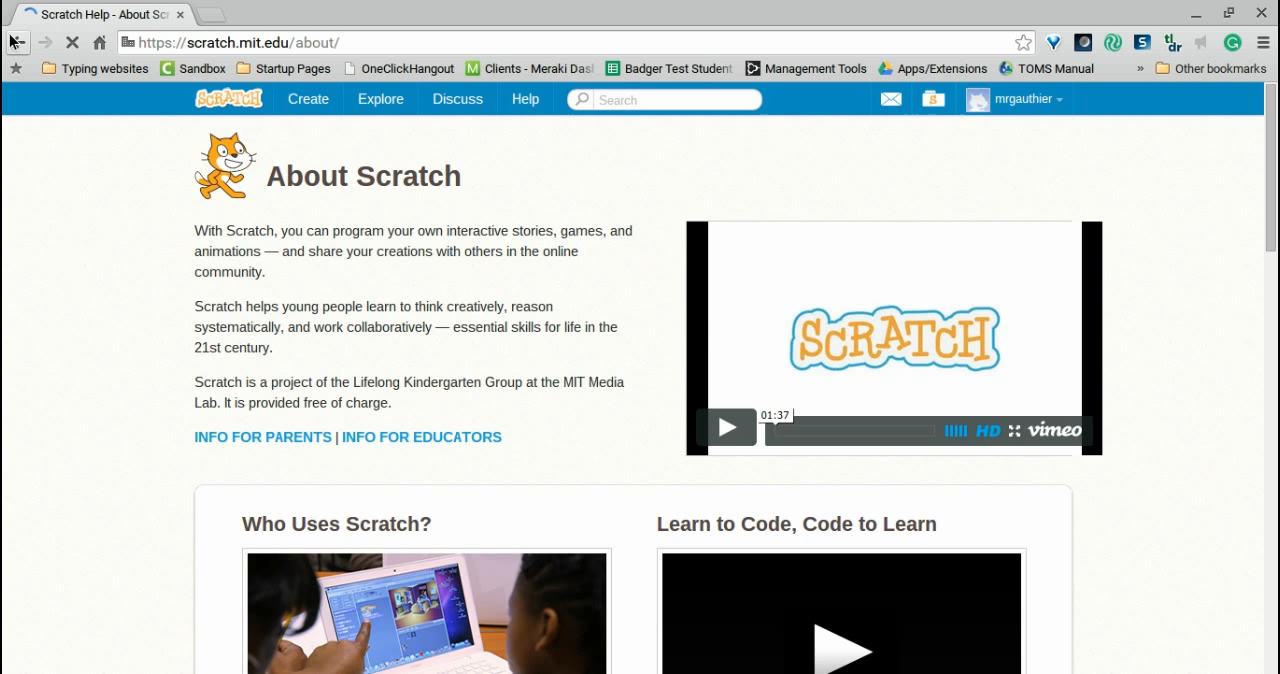 Scratch Help - About Scr
https://scratch.mit.edu/about/
tl;
dr
Typing websites
Sandbox
Startup Pages
OneClickHangout
M
Clients - Meraki Das
Badger Test Student
Management Tools
Apps/Extensions
TOMS Manual
»
Other bookmarks
SCRATCH
Create
Explore
Discuss
Help
Search
S
mrgauthier
About Scratch
With Scratch, you can program your own interactive stories, games, and
animations — and share your creations with others in the online
community.
Scratch helps young people learn to think creatively, reason
systematically, and work collaboratively — essential skills for life in the
21st century.
Scratch is a project of the Lifelong Kindergarten Group at the MIT Media
Lab. It is provided free of charge.
INFO FOR PARENTS | INFO FOR EDUCATORS
SCRATCH
01:37
HD
vimeo
Who Uses Scratch?
Learn to Code, Code to Learn